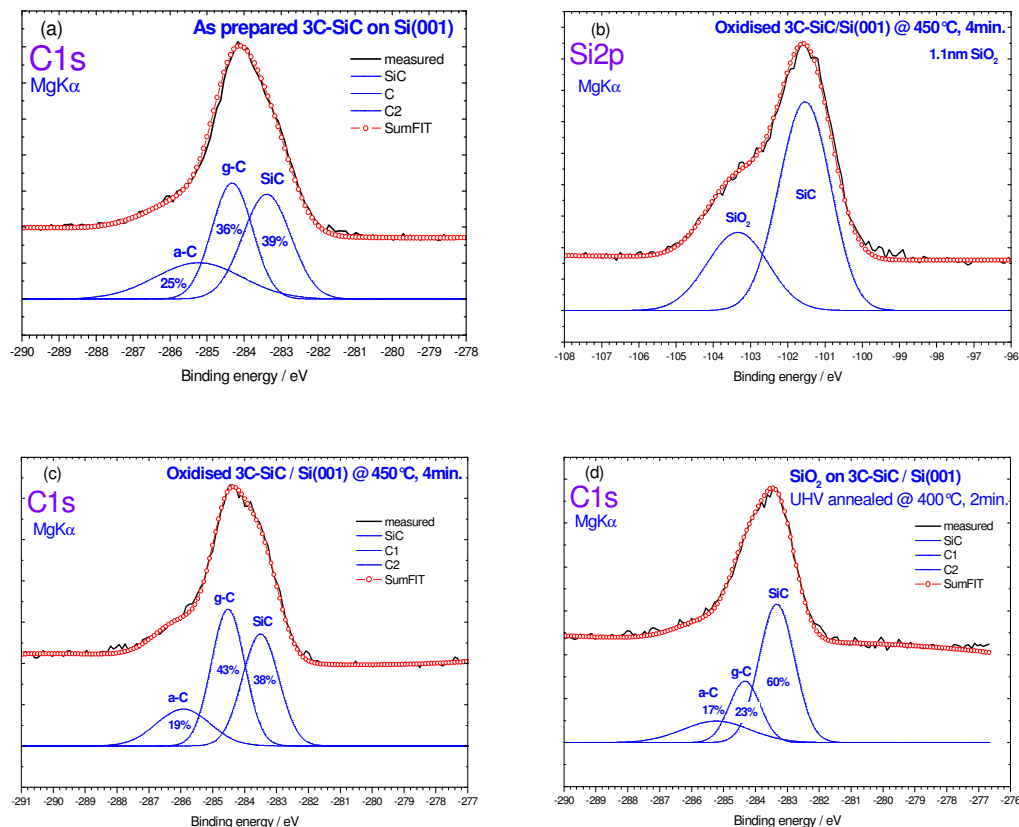 (a)
As prepared 3C-SiC on Si(001)
C1s
MgKα
measured
SiC
C
C2
SumFIT
g-C
SiC
36%
39%
a-C
25%
-290 -288 -287 -286 -285 -284 -283 -282 -281 -280 -278
Binding energy / eV
(b)
Oxidised 3C-SiC/Si(001) @ 450°C, 4min.
Si2p
1.1nm SiO2
MgKα
SiC
SiO2
-108 -107 -106 -105 -104 -103 -102 -101 -100 -99 -98 -97 -96
Binding energy / eV
(c)
Oxidised 3C-SiC / Si(001) @ 450°C, 4min.
C1s
MgKα
measured
SiC
C1
C2
SumFIT
g-C
SiC
43%
38%
a-C
19%
-291 -290 -289 -288 -287 -286 -285 -284 -283 -282 -281 -280 -279 -278 -277
Binding energy / eV
(d)
SiO2 on 3C-SiC / Si(001)
C1s
UHV annealed @ 400°C, 2min.
MgKα
measured
SiC
C1
C2
SumFIT
SiC
g-C
60%
a-C
17%
23%
-290 -289 -288 -287 -286 -285 -284 -283 -282 -281 -280 -279 -278 -277 -276
Binding energy / eV